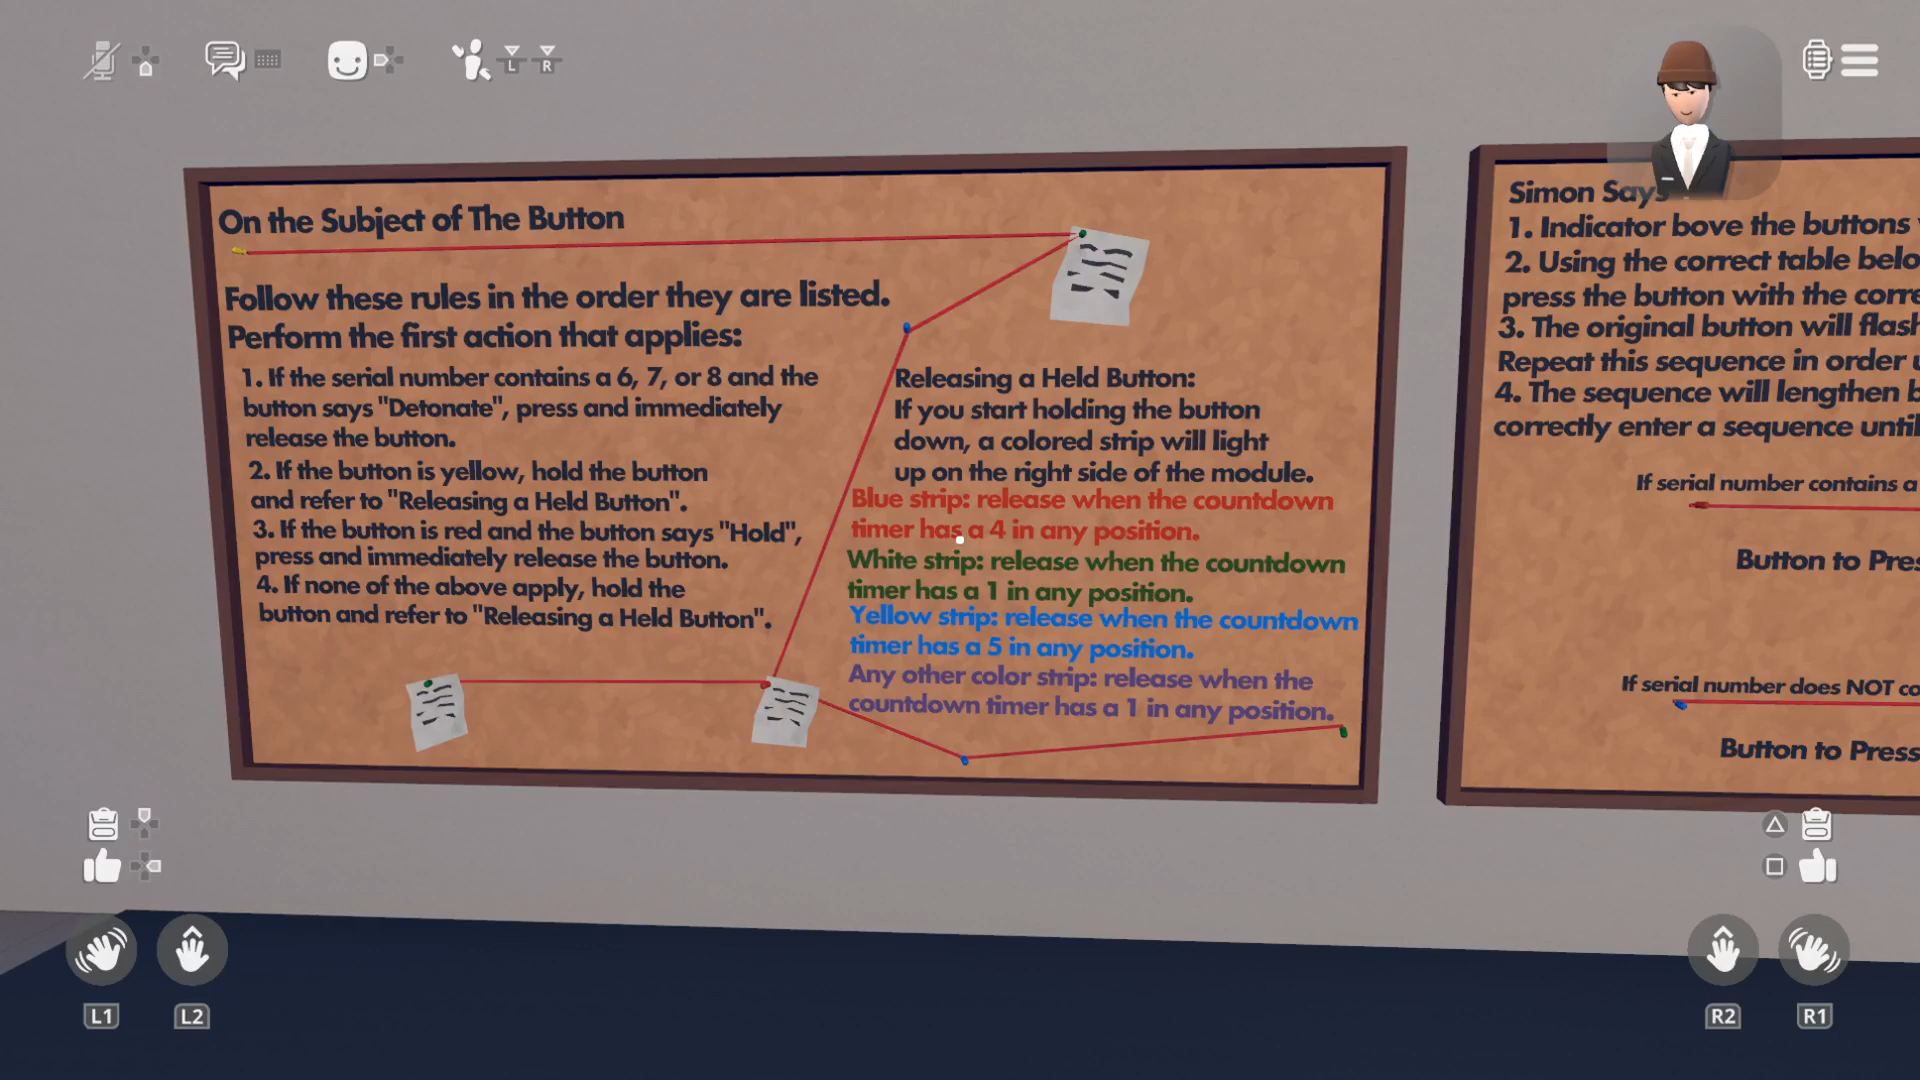 On the Subject of The Button
Follow these rules in the order they are listed.
Perform the first action that applies:
1. If the serial number contains a 6, 7, or 8 and the
button says "Detonate", press and immediately
release the button.
2. If the button is yellow, hold the button
and refer to "Releasing a Held Button".
3. If the button is red and the button says "Hold",
press and immediately release the button.
4. If none of the above apply, hold the
button and refer to "Releasing a Held Button".
Releasing a Held Button:
If you start holding the button
down, a colored strip will light
up on the right side of the module.
Blue strip: release when the countdown
timer has a 4 in any position.
White strip: release when the countdown
timer has a 1 in any position.
Yellow strip: release when the countdown
timer has a 5 in any position.
Any other color strip: release when the
countdown timer has a 1 in any position.
Simon Says
1. Indicator bove the buttons
2. Using the correct table
press the button with the
3. The original button will flash
Repeat this sequence in order
4. The sequence will lengthen
correctly enter a sequence until
If serial number contains a
Button to Press
If serial number does NOT
Button to Press
L
R
L1
L2
R2
R1